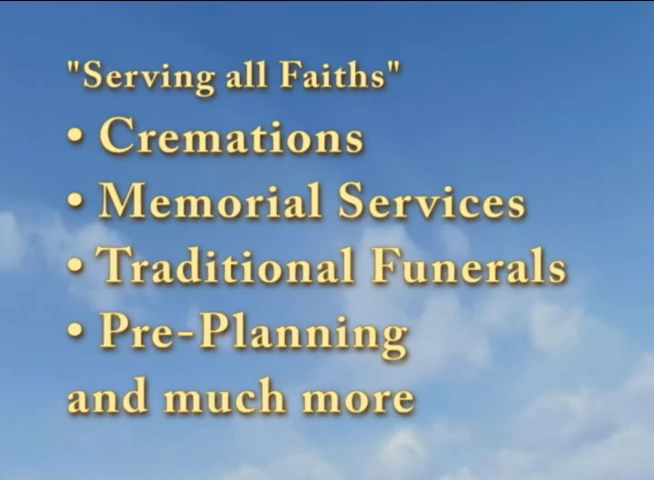 "Serving all Faiths"
• Cremations
• Memorial Services
• Traditional Funerals
• Pre-Planning
and much more